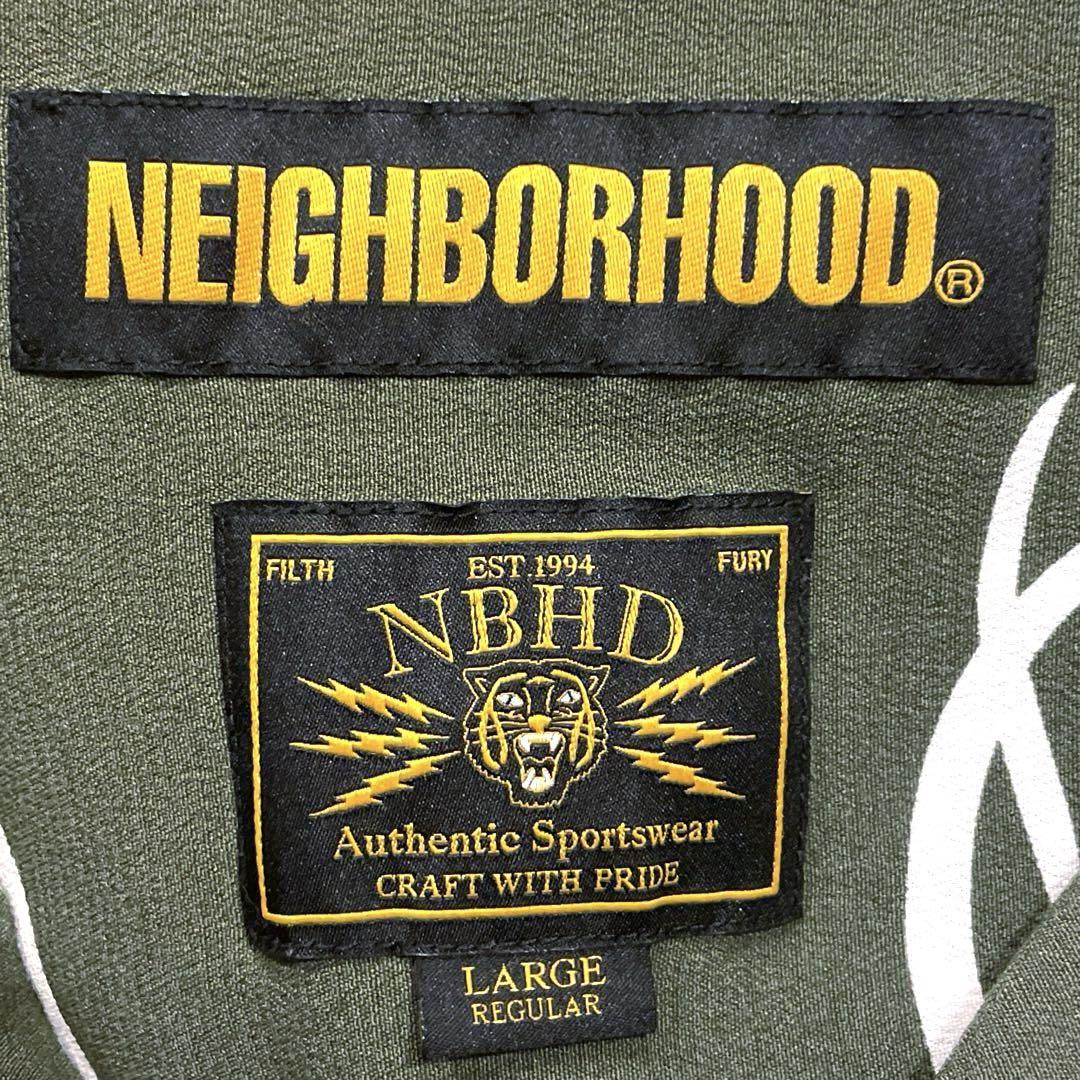 NEIGHBORHOOD®
FILTH EST.1994 FURY
NBHD
Authentic Sportswear
CRAFT WITH PRIDE
LARGE
REGULAR